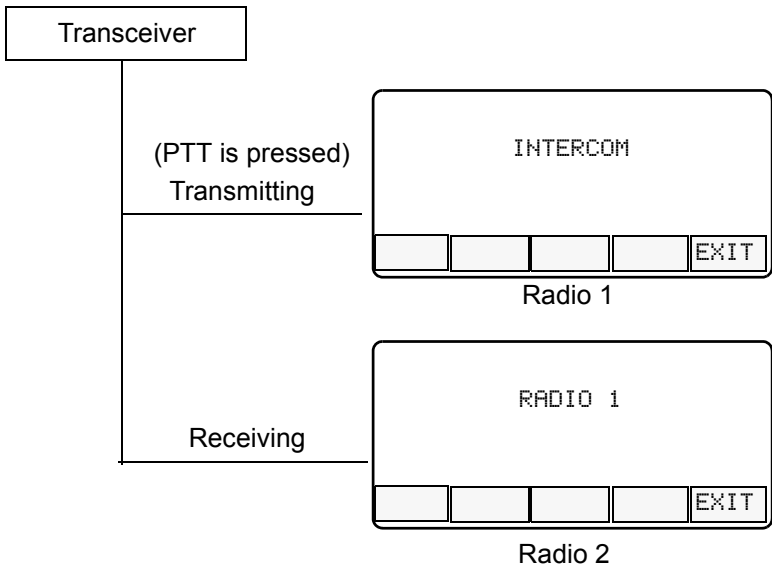 Transceiver
(PTT is pressed)
Transmitting
INTERCOM
EXIT
Radio 1
Receiving
RADIO 1
EXIT
Radio 2